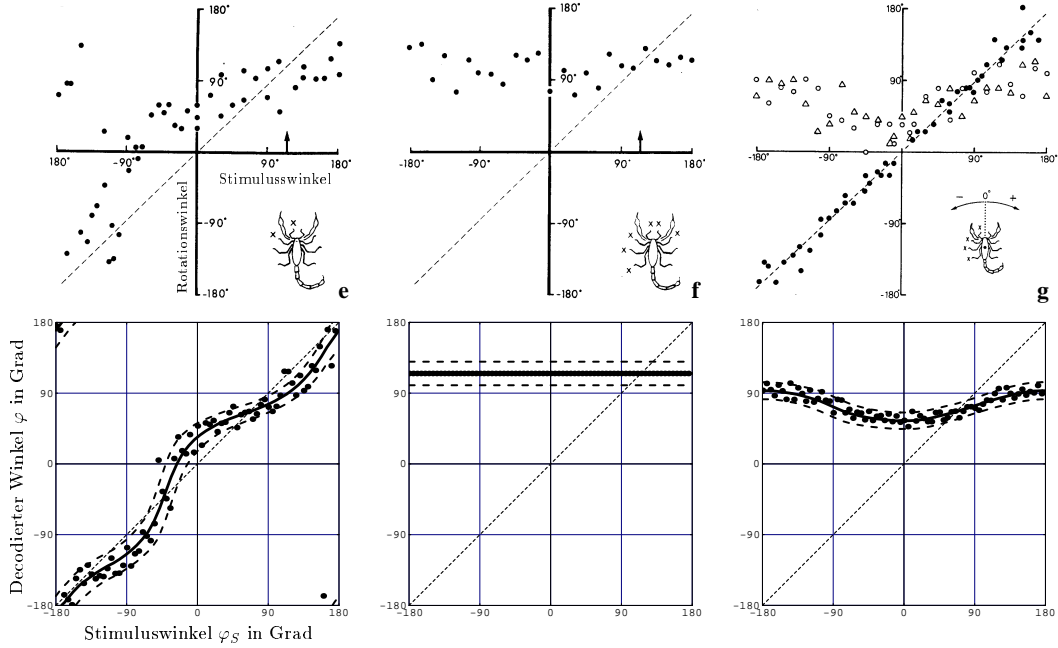 180°
90°
180°
-90°
90°
180°
Stimulusswinkel
Rotationswinkel
-90°
-180°
x
x
e
180°
90°
-180°
-90°
90°
180°
-90°
-180°
x x
x x
x
x
f
180°
90°
-180°
-90°
90°
180°
-90°
-180°
− 0° +
x
x
x
x
g
180
90
0
−90
−180
−180 −90 0 90 180
Decodierter Winkel φ in Grad
Stimuluswinkel φ_S in Grad
180
90
0
−90
−180
−180 −90 0 90 180
180
90
0
−90
−180
−180 −90 0 90 180